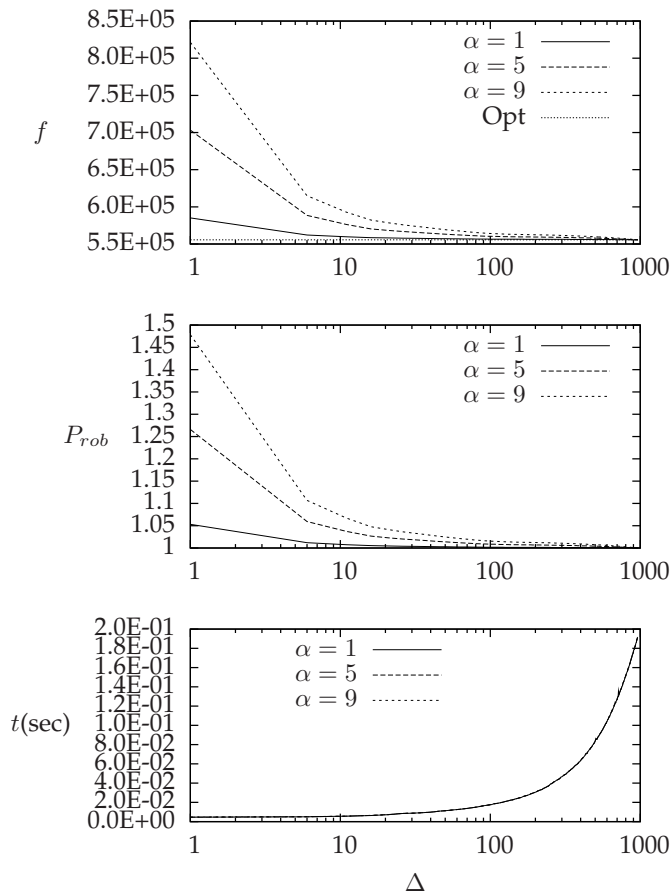 8.5E+05
8.0E+05
7.5E+05
7.0E+05
6.5E+05
6.0E+05
5.5E+05
f
α = 1
α = 5
α = 9
Opt
1 10 100 1000
1.5
1.45
1.4
1.35
1.3
1.25
1.2
1.15
1.1
1.05
1
P_{rob}
α = 1
α = 5
α = 9
1 10 100 1000
2.0E-01
1.8E-01
1.6E-01
1.4E-01
1.2E-01
1.0E-01
8.0E-02
6.0E-02
4.0E-02
2.0E-02
0.0E+00
t(sec)
α = 1
α = 5
α = 9
1 10 100 1000
Δ